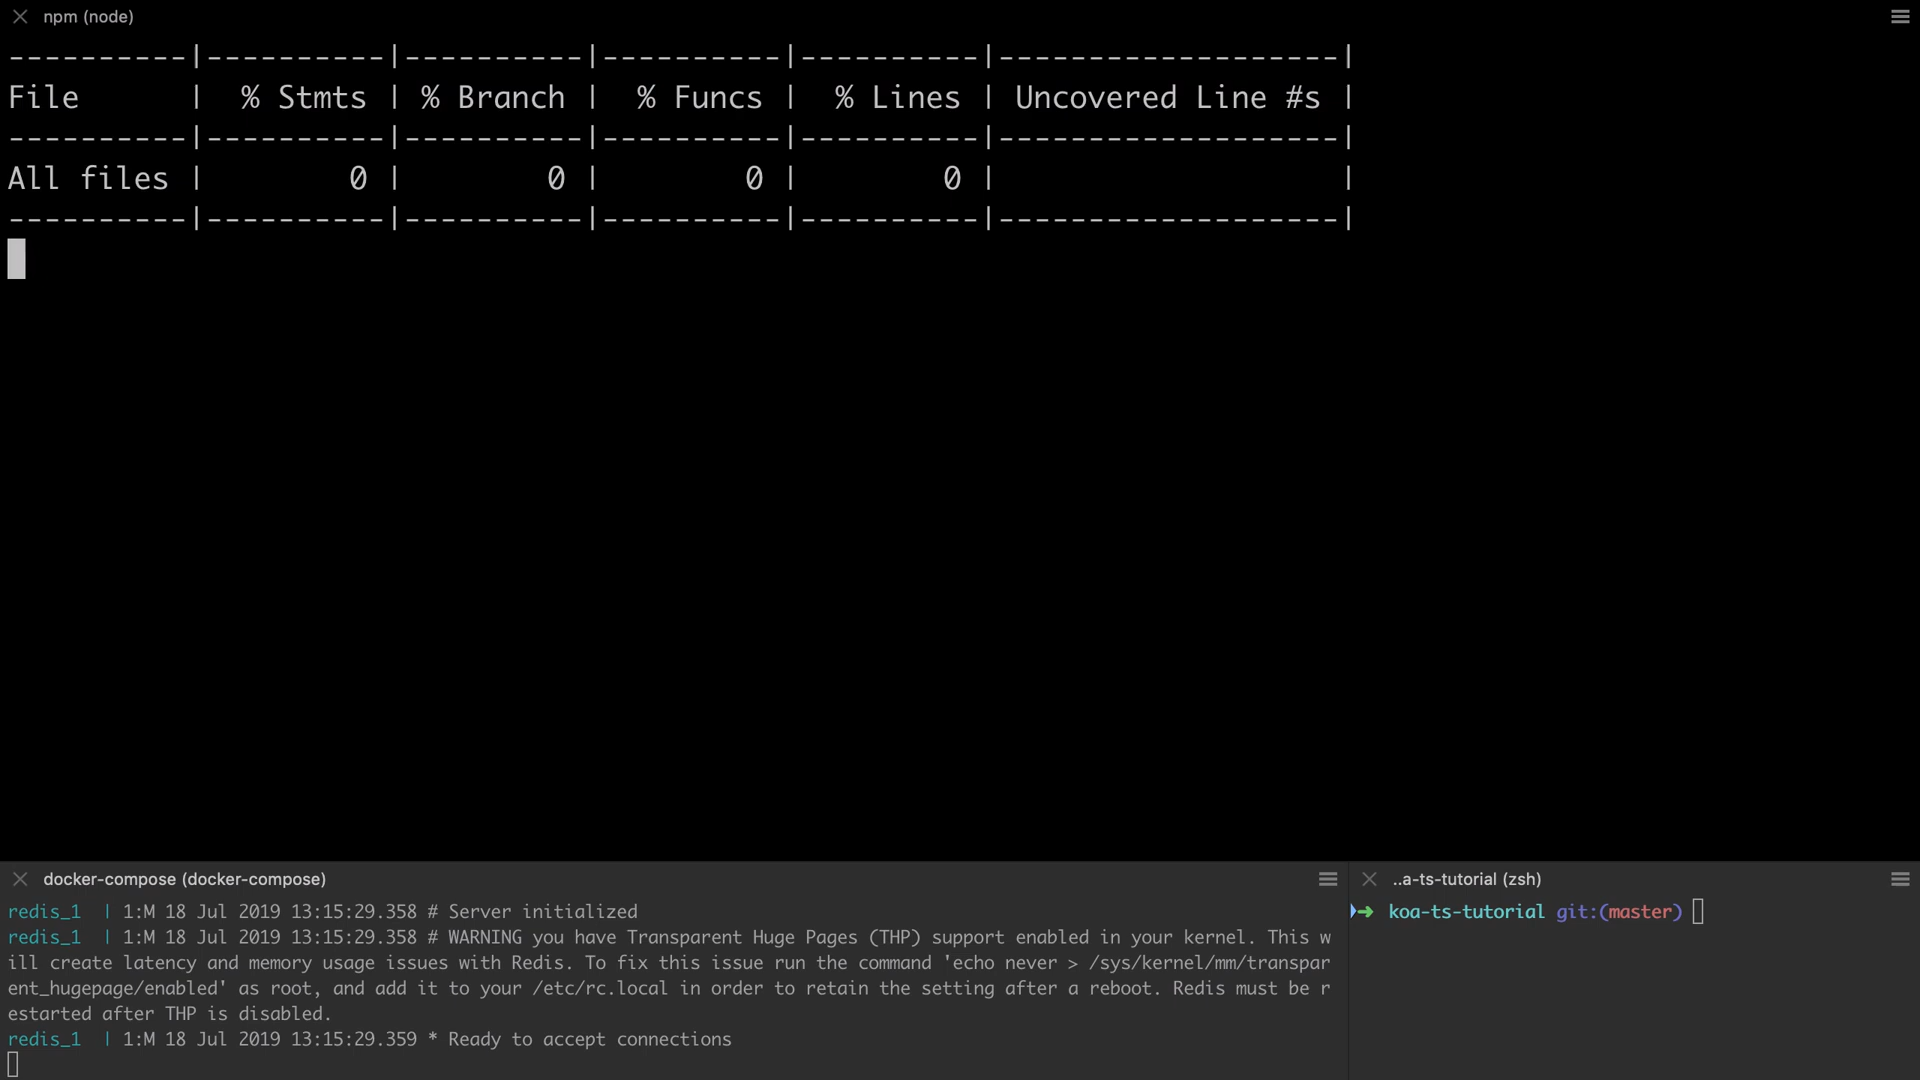 npm (node)
----------|----------|----------|----------|----------|-------------------|
File      |  % Stmts | % Branch |  % Funcs |  % Lines | Uncovered Line #s |
----------|----------|----------|----------|----------|-------------------|
All files |        0 |        0 |        0 |        0 |                   |
----------|----------|----------|----------|----------|-------------------|
docker-compose (docker-compose)
redis_1  | 1:M 18 Jul 2019 13:15:29.358 # Server initialized
redis_1  | 1:M 18 Jul 2019 13:15:29.358 # WARNING you have Transparent Huge Pages (THP) support enabled in your kernel. This w
ill create latency and memory usage issues with Redis. To fix this issue run the command 'echo never > /sys/kernel/mm/transpar
ent_hugepage/enabled' as root, and add it to your /etc/rc.local in order to retain the setting after a reboot. Redis must be r
estarted after THP is disabled.
redis_1  | 1:M 18 Jul 2019 13:15:29.359 * Ready to accept connections
..a-ts-tutorial (zsh)
➜ koa-ts-tutorial git:(master)